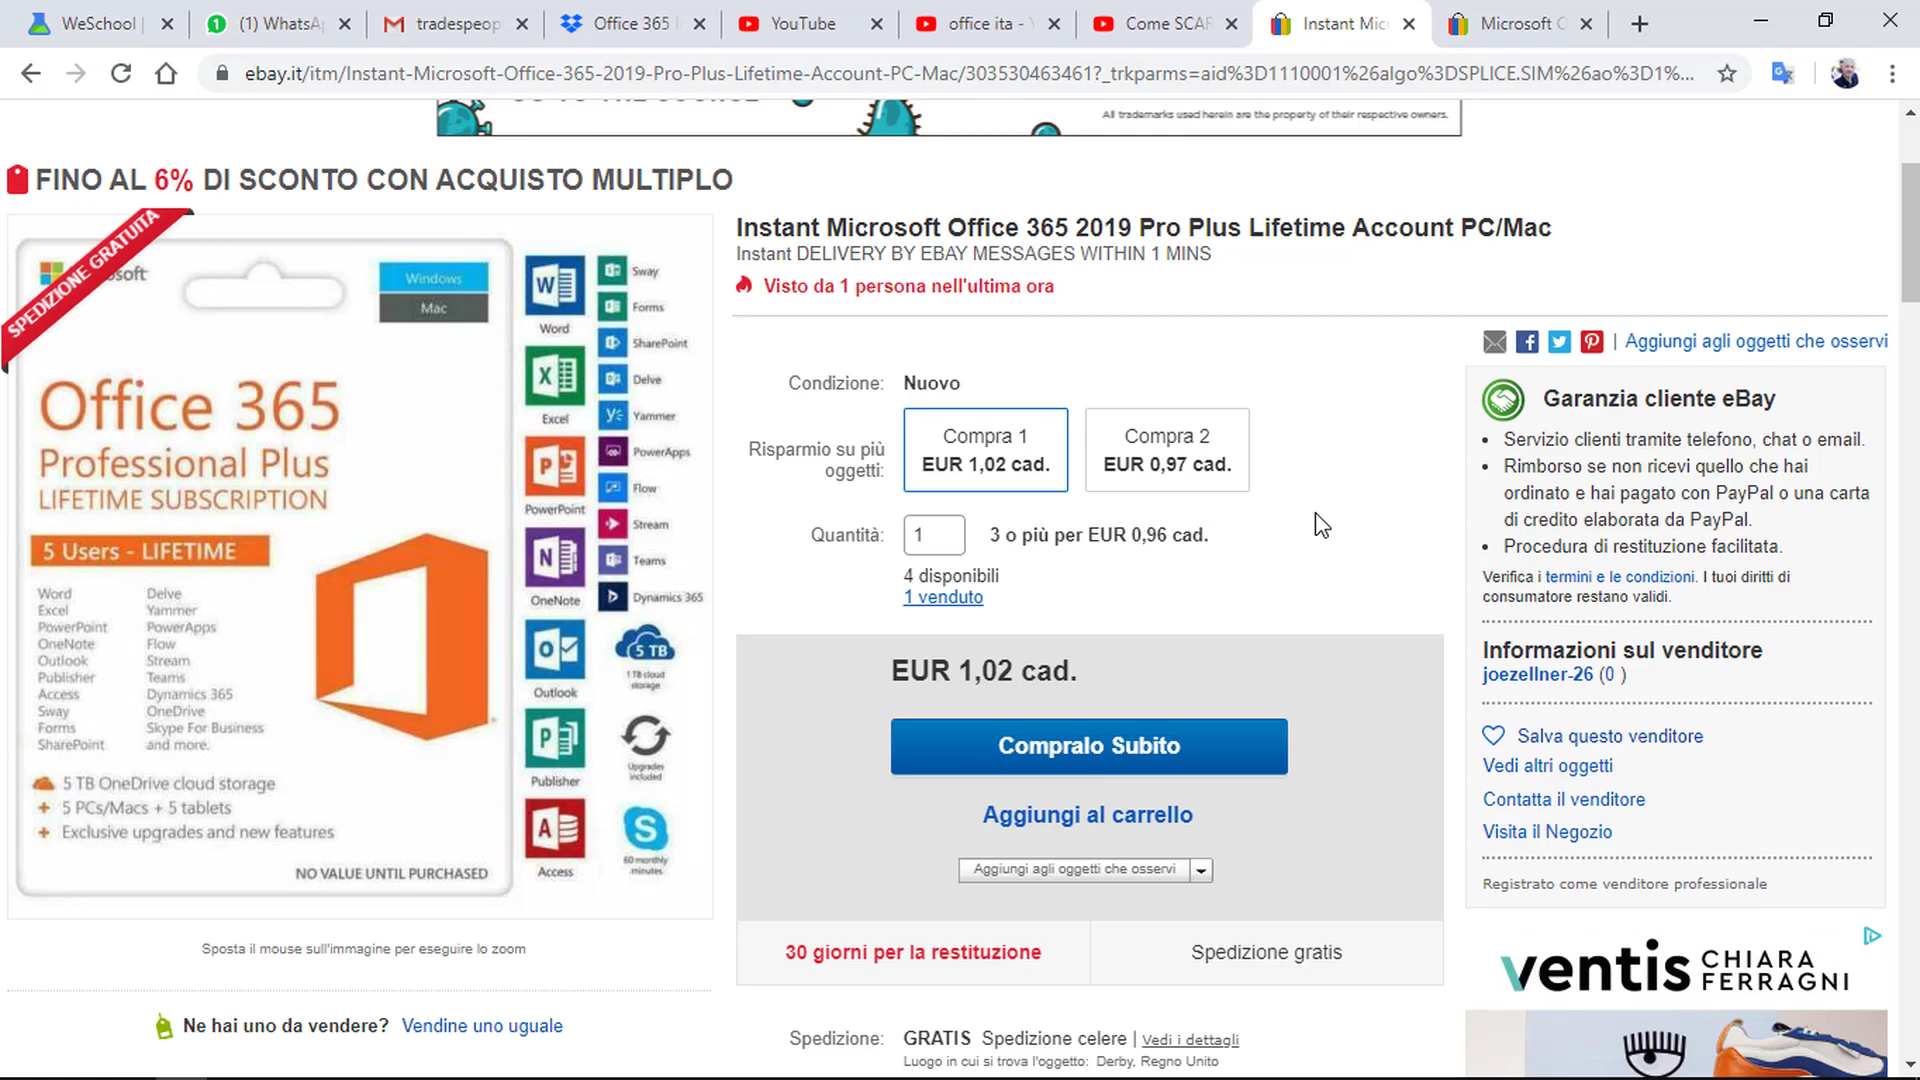 WeSchool |
(1) WhatsAp
tradespeop
Office 365 I
YouTube
office ita - Y
Come SCAR
Instant Mic
Microsoft O
ebay.it/itm/Instant-Microsoft-Office-365-2019-Pro-Plus-Lifetime-Account-PC-Mac/303530463461?_trkparms=aid%3D1110001%26algo%3DSPLICE.SIM%26ao%3D1%...
All trademarks used herein are the property of their respective owners.
FINO AL 6% DI SCONTO CON ACQUISTO MULTIPLO
SPEDIZIONE GRATUITA
Windows
Mac
Office 365
Professional Plus
LIFETIME SUBSCRIPTION
5 Users - LIFETIME
Word Delve
Excel Yammer
PowerPoint PowerApps
OneNote Flow
Outlook Stream
Publisher Teams
Access Dynamics 365
Sway OneDrive
Forms Skype For Business
SharePoint and more.
5 TB OneDrive cloud storage
5 PCs/Macs + 5 tablets
Exclusive upgrades and new features
NO VALUE UNTIL PURCHASED
Word
Excel
PowerPoint
OneNote
Outlook
Publisher
Access
Sway
Forms
SharePoint
Delve
Yammer
PowerApps
Flow
Stream
Teams
Dynamics 365
5 TB
1 TB cloud
storage
Upgrades
included
60 monthly
minutes
Sposta il mouse sull'immagine per eseguire lo zoom
Ne hai uno da vendere? Vendine uno uguale
Instant Microsoft Office 365 2019 Pro Plus Lifetime Account PC/Mac
Instant DELIVERY BY EBAY MESSAGES WITHIN 1 MINS
Visto da 1 persona nell'ultima ora
Condizione: Nuovo
Risparmio su più
oggetti:
Compra 1
EUR 1,02 cad.
Compra 2
EUR 0,97 cad.
Quantità: 1 3 o più per EUR 0,96 cad.
4 disponibili
1 venduto
EUR 1,02 cad.
Compralo Subito
Aggiungi al carrello
Aggiungi agli oggetti che osservi
30 giorni per la restituzione
Spedizione gratis
Spedizione: GRATIS Spedizione celere | Vedi i dettagli
Luogo in cui si trova l'oggetto: Derby, Regno Unito
| Aggiungi agli oggetti che osservi
Garanzia cliente eBay
Servizio clienti tramite telefono, chat o email.
Rimborso se non ricevi quello che hai
ordinato e hai pagato con PayPal o una carta
di credito elaborata da PayPal.
Procedura di restituzione facilitata.
Verifica i termini e le condizioni. I tuoi diritti di
consumatore restano validi.
Informazioni sul venditore
joezellner-26 (0 )
Salva questo venditore
Vedi altri oggetti
Contatta il venditore
Visita il Negozio
Registrato come venditore professionale
ventis CHIARA
FERRAGNI